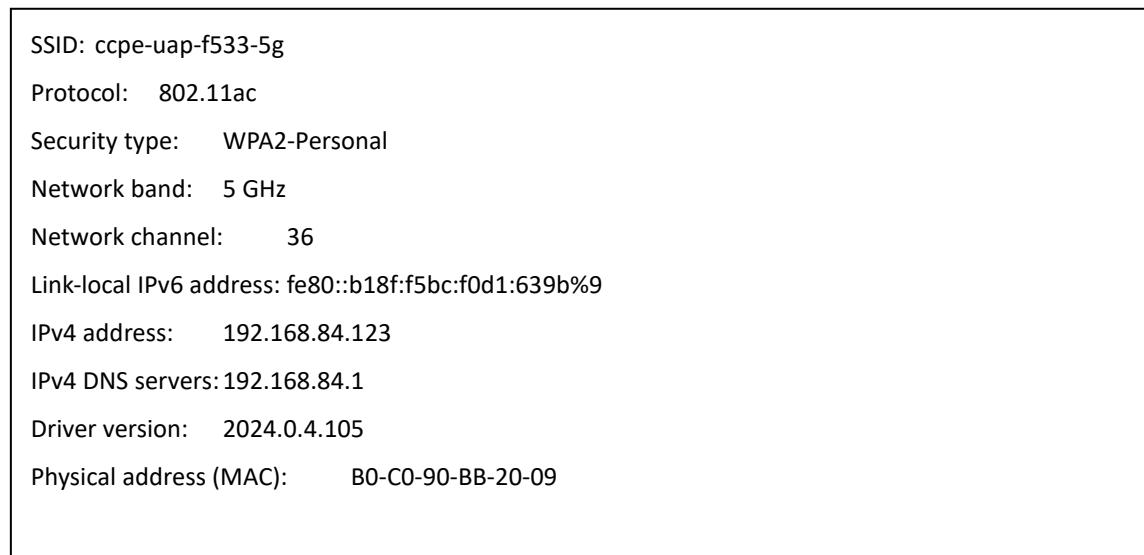 SSID: ccpe-uap-f533-5g
Protocol: 802.11ac
Security type: WPA2-Personal
Network band: 5 GHz
Network channel: 36
Link-local IPv6 address: fe80::b18f:f5bc:f0d1:639b%9
IPv4 address: 192.168.84.123
IPv4 DNS servers: 192.168.84.1
Driver version: 2024.0.4.105
Physical address (MAC): B0-C0-90-BB-20-09